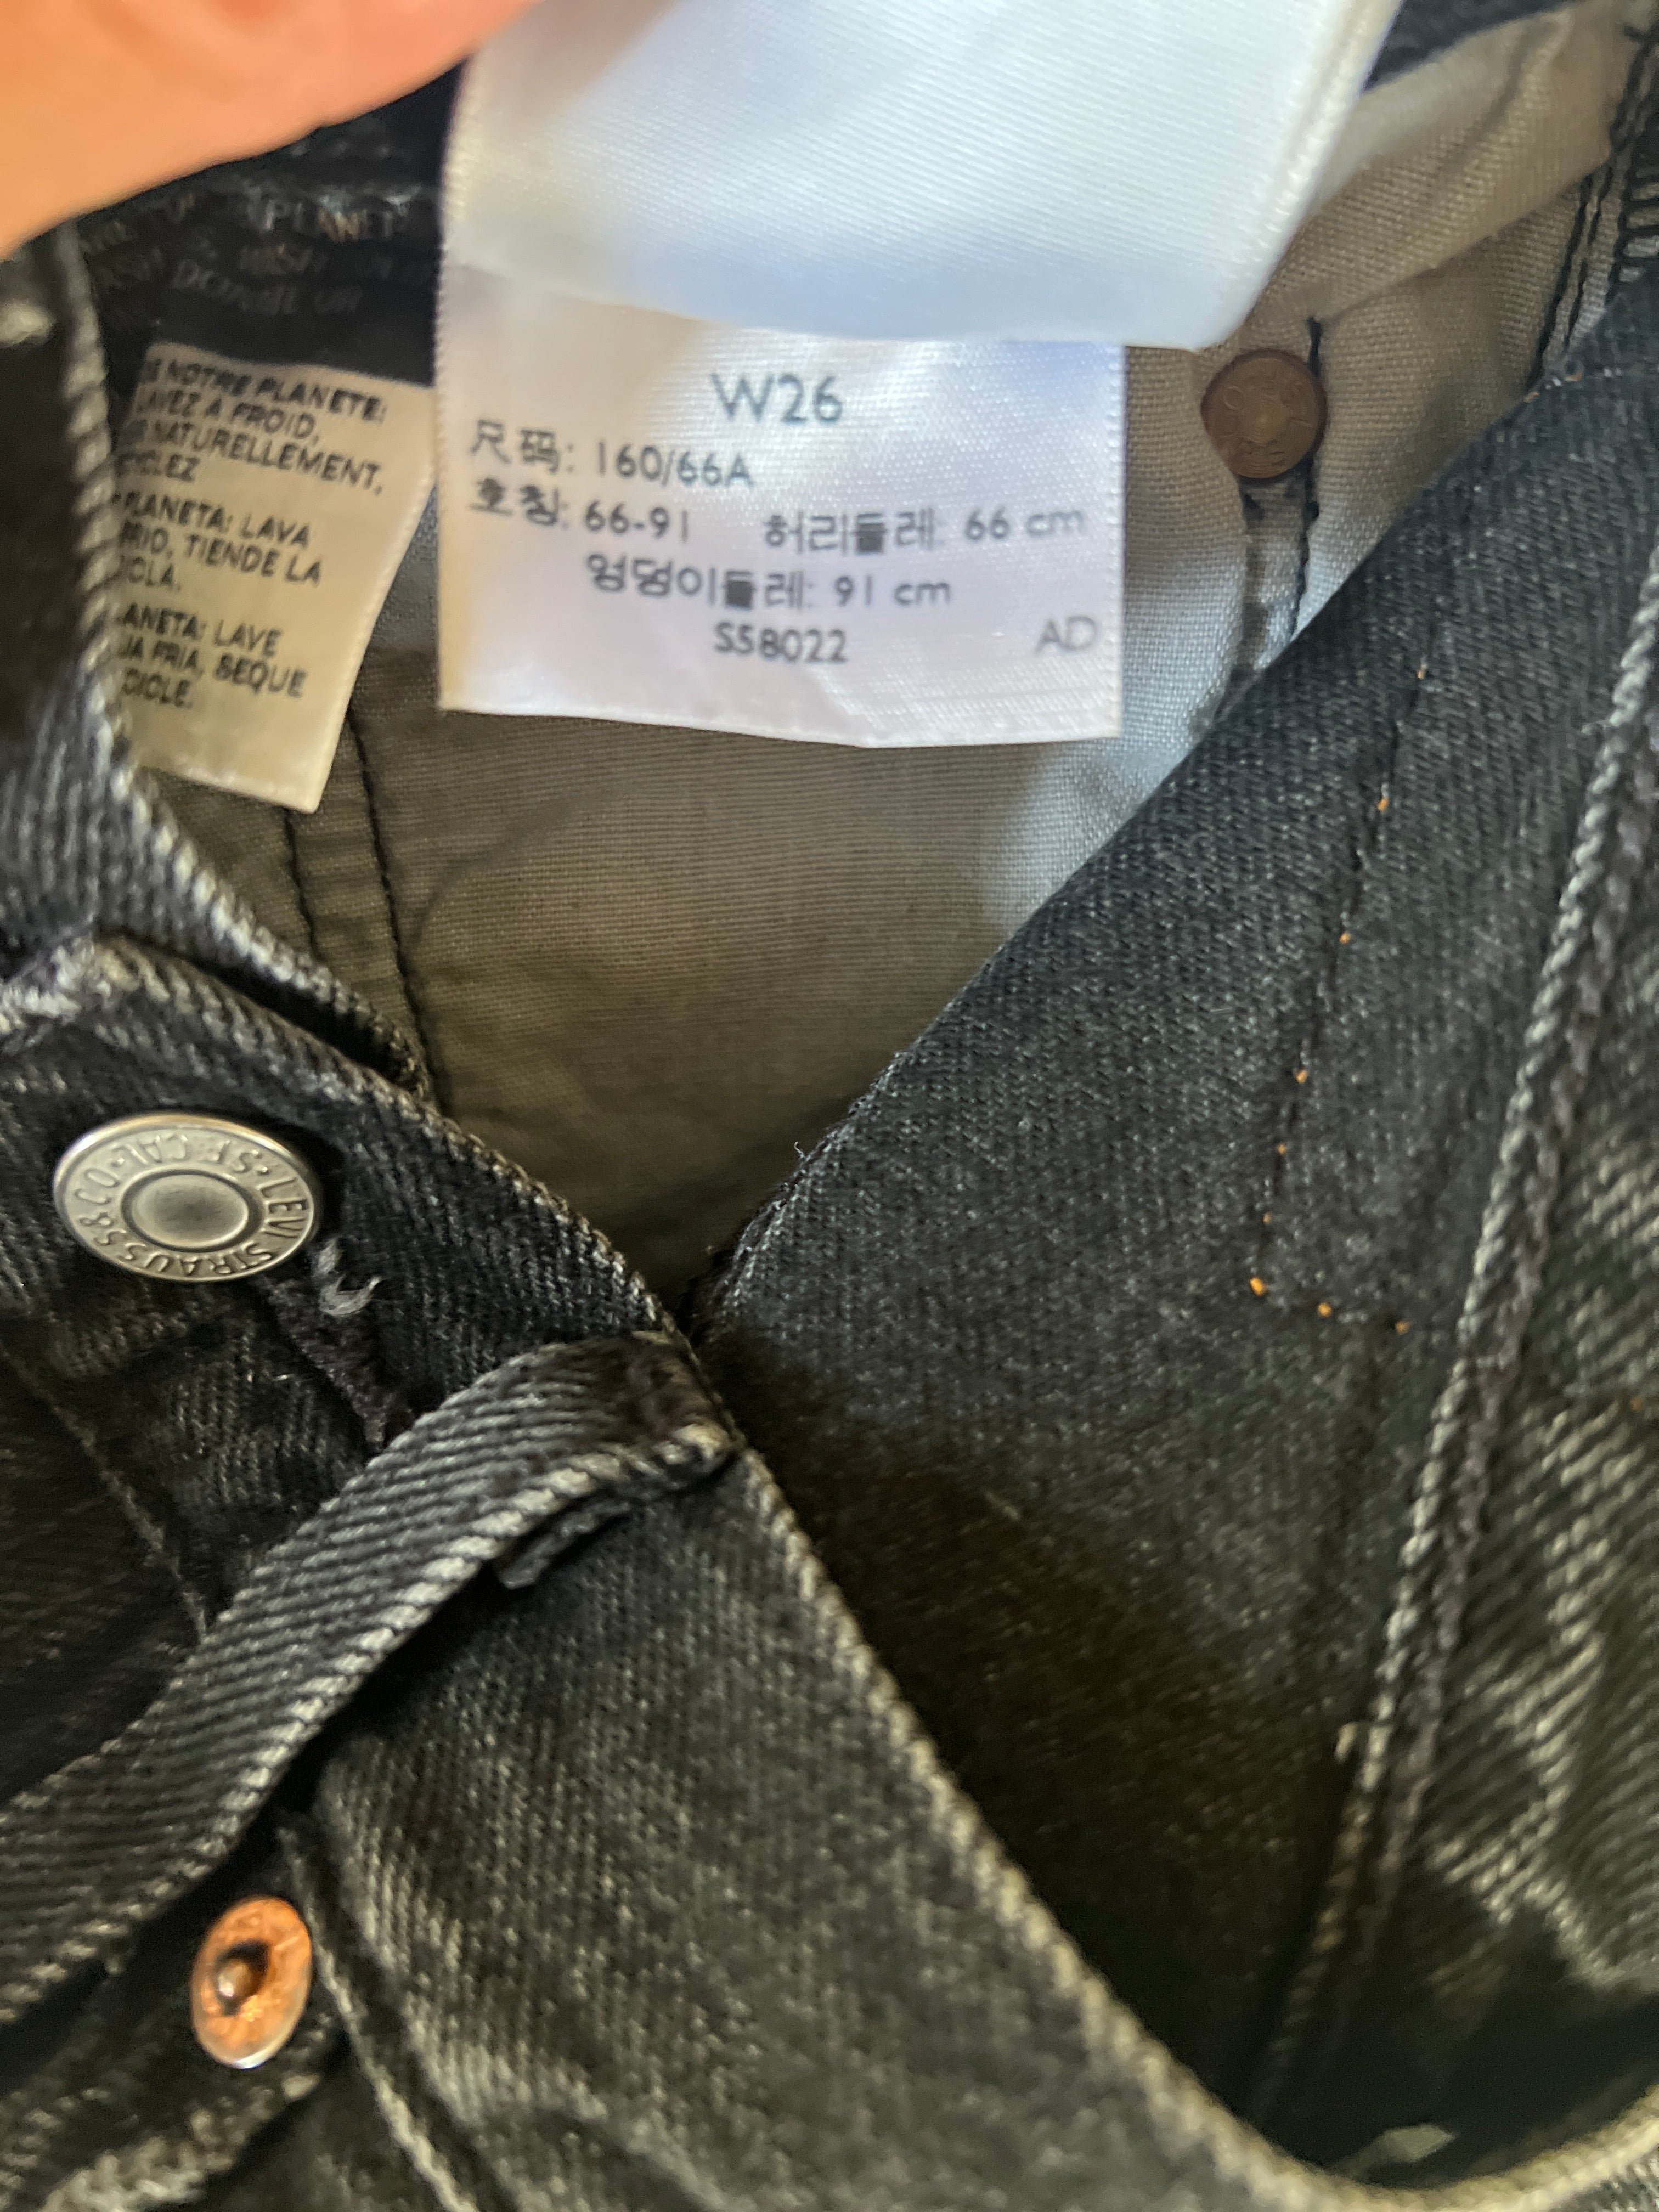 PLANET
NOTRE PLANETE:
LAVEZ A FROID,
NATURELLEMENT,
PLANETA: LAVA
TIENDE LA
LAVE
FRIA, SEQUE
W26
尺码: 160/66A
호칭: 66-91 허리둘레: 66 cm
엉덩이둘레: 91 cm
S58022 AD
LEVI STRAUSS & CO. S.F. CAL.